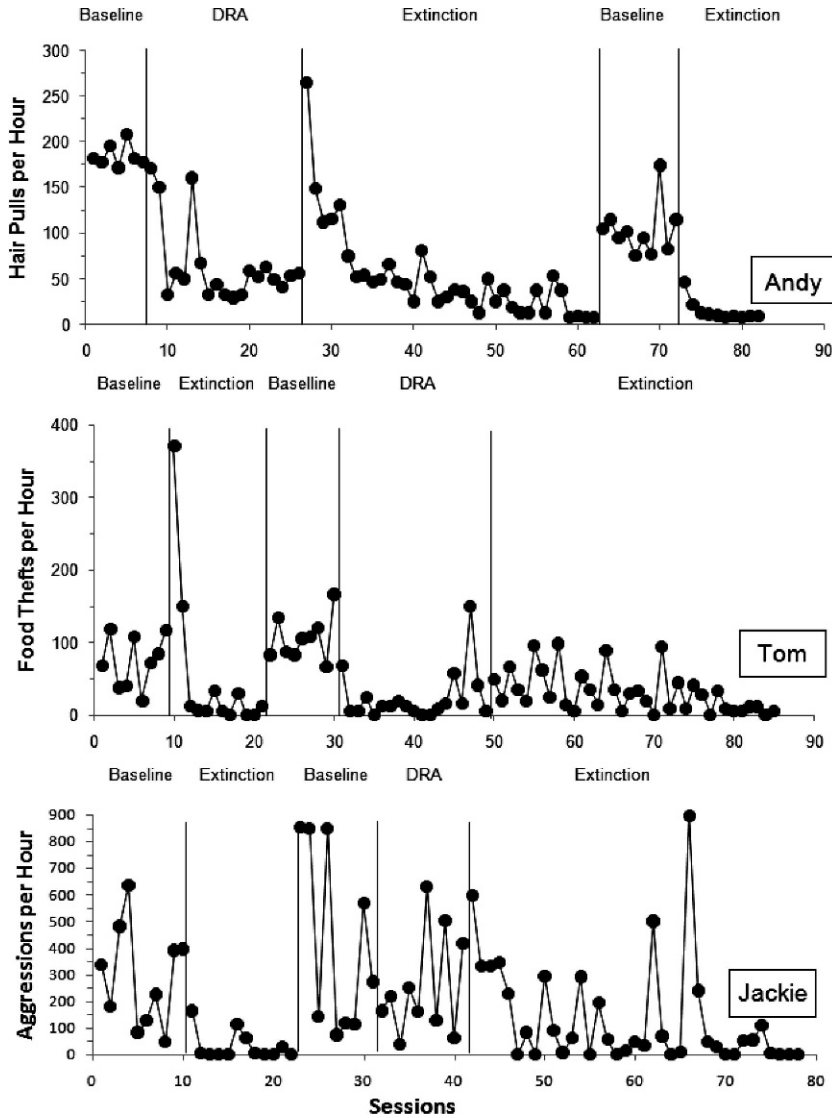 Baseline DRA Extinction Baseline Extinction
300
250
200
150
100
50
0
Hair Pulls per Hour
Andy
0 10 20 30 40 50 60 70 80 90
Baseline Extinction Baselline DRA Extinction
400
300
200
100
0
Food Thefts per Hour
Tom
0 10 20 30 40 50 60 70 80 90
Baseline Extinction Baseline DRA Extinction
900
800
700
600
500
400
300
200
100
0
Aggressions per Hour
Jackie
0 10 20 30 40 50 60 70 80
Sessions